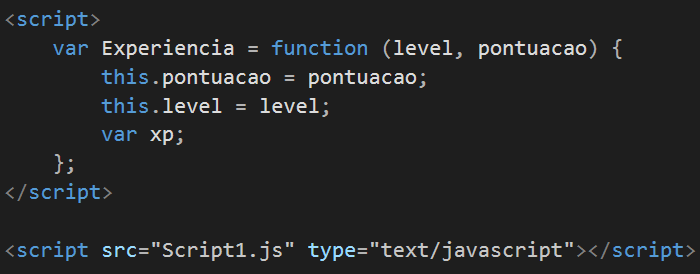 <script>
    var Experiencia = function (level, pontuacao) {
        this.pontuacao = pontuacao;
        this.level = level;
        var xp;
    };
</script>
<script src="Script1.js" type="text/javascript"></script>